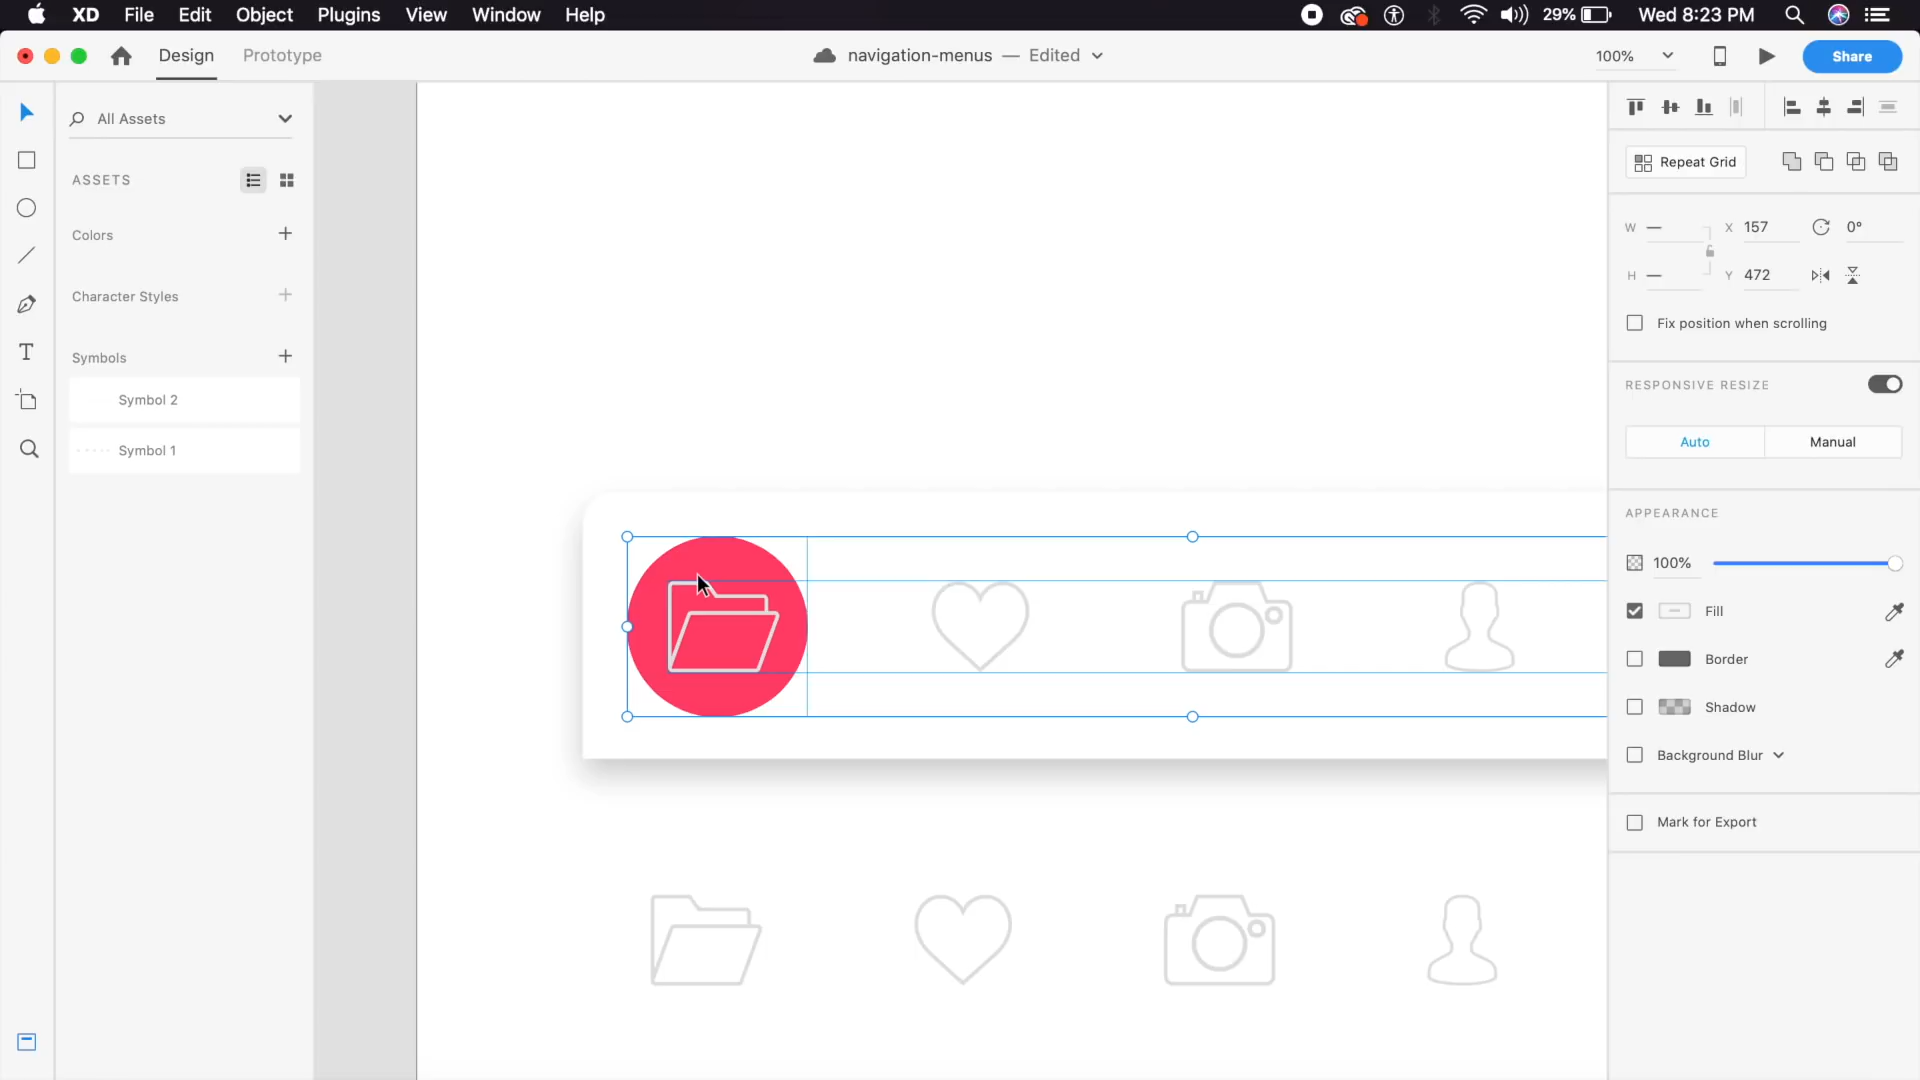 XD File Edit Object Plugins View Window Help 29% Wed 8:23 PM
Design Prototype navigation-menus — Edited 100% Share
All Assets
Repeat Grid
ASSETS
W — X 157 0°
Colors
H — Y 472
Character Styles
Fix position when scrolling
Symbols
RESPONSIVE RESIZE
Symbol 2
Auto Manual
Symbol 1
APPEARANCE
100%
Fill
Border
Shadow
Background Blur
Mark for Export